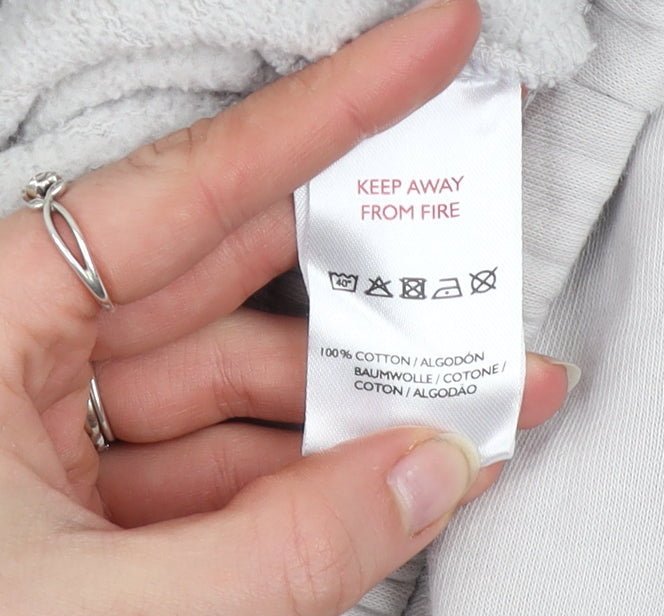 KEEP AWAY
FROM FIRE
40°
100% COTTON / ALGODÓN
BAUMWOLLE / COTONE /
COTON / ALGODÃO